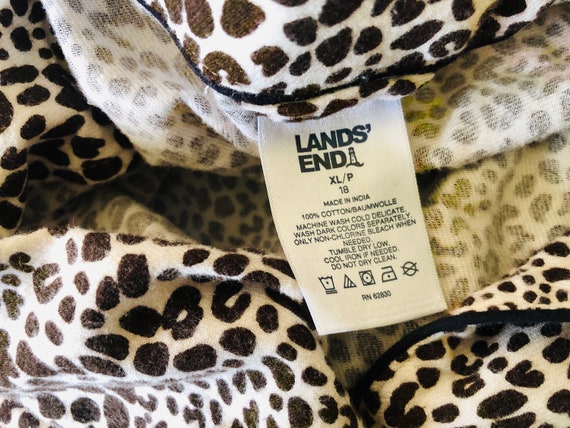 LANDS'
END
XL/P
18
MADE IN INDIA
100% COTTON/BAUMWOLLE
MACHINE WASH COLD DELICATE.
WASH DARK COLORS SEPARATELY
ONLY NON-CHLORINE BLEACH WHEN
NEEDED.
TUMBLE DRY LOW.
COOL IRON IF NEEDED.
DO NOT DRY CLEAN.
RN 62830